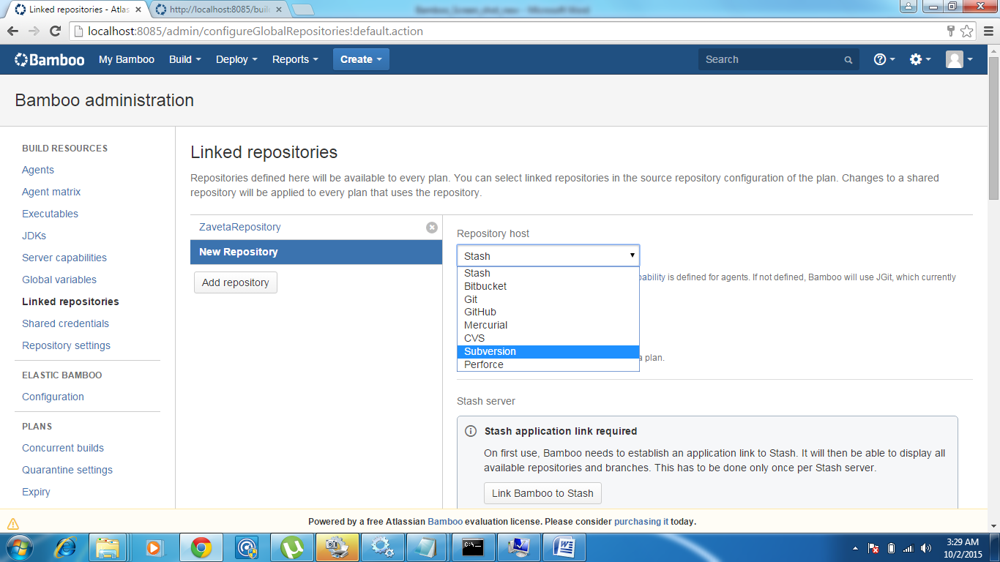 Linked repositories - Atlas
http://localhost:8085/buil
Bamboo_Screen_shot_new - Microsoft Word
localhost:8085/admin/configureGlobalRepositories!default.action
Bamboo My Bamboo Build Deploy Reports Create Search
Bamboo administration
BUILD RESOURCES
Agents
Agent matrix
Executables
JDKs
Server capabilities
Global variables
Linked repositories
Shared credentials
Repository settings
ELASTIC BAMBOO
Configuration
PLANS
Concurrent builds
Quarantine settings
Expiry
Linked repositories
Repositories defined here will be available to every plan. You can select linked repositories in the source repository configuration of the plan. Changes to a shared
repository will be applied to every plan that uses the repository.
ZavetaRepository
New Repository
Add repository
Repository host
Stash
Stash
Bitbucket
Git
GitHub
Mercurial
CVS
Subversion
Perforce
ability is defined for agents. If not defined, Bamboo will use JGit, which currently
a plan.
Stash server
Stash application link required
On first use, Bamboo needs to establish an application link to Stash. It will then be able to display all
available repositories and branches. This has to be done only once per Stash server.
Link Bamboo to Stash
Powered by a free Atlassian Bamboo evaluation license. Please consider purchasing it today.
3:29 AM
10/2/2015